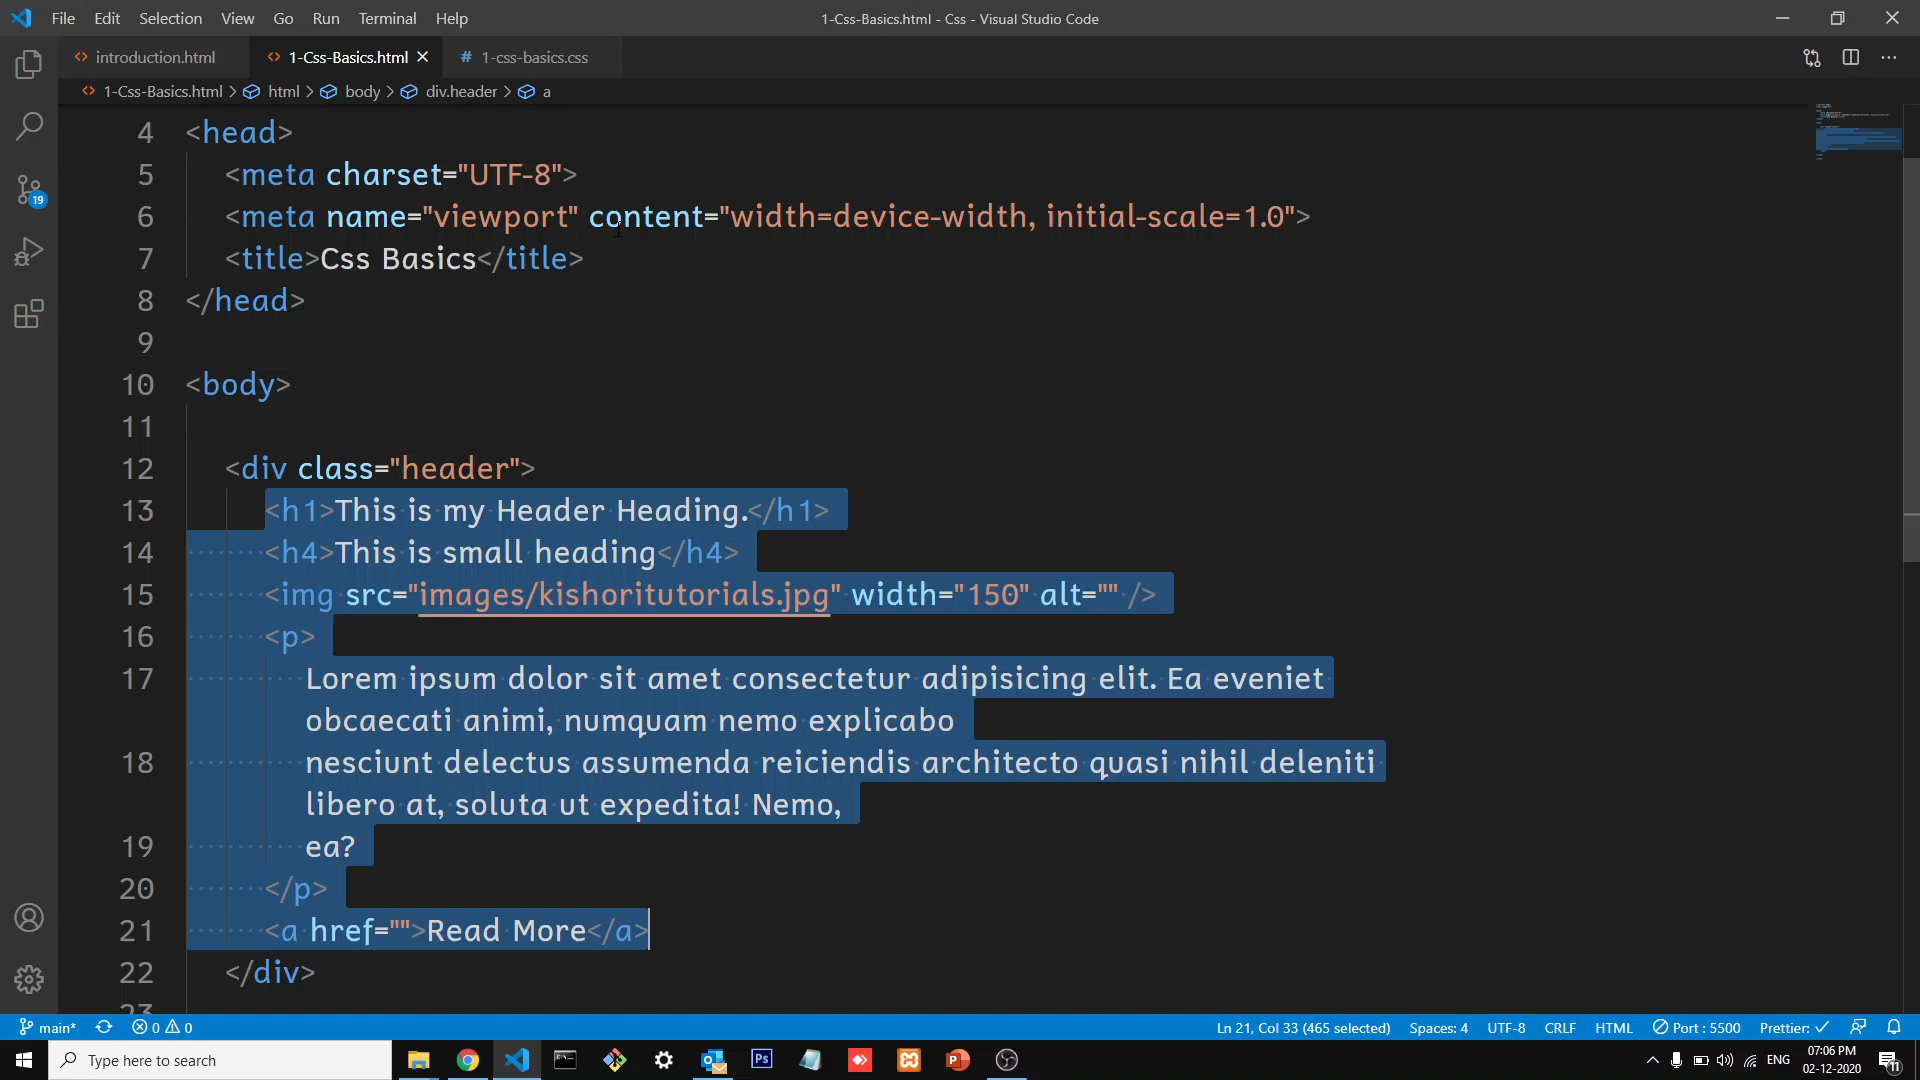 File Edit Selection View Go Run Terminal Help
1-Css-Basics.html - Css - Visual Studio Code
introduction.html
1-Css-Basics.html
# 1-css-basics.css
1-Css-Basics.html > html > body > div.header > a
4 <head>
5 <meta charset="UTF-8">
6 <meta name="viewport" content="width=device-width, initial-scale=1.0">
7 <title>Css Basics</title>
8 </head>
9
10 <body>
11
12 <div class="header">
13 <h1>This is my Header Heading.</h1>
14 <h4>This is small heading</h4>
15 <img src="images/kishoritutorials.jpg" width="150" alt="" />
16 <p>
17 Lorem ipsum dolor sit amet consectetur adipisicing elit. Ea eveniet
obcaecati animi, numquam nemo explicabo
18 nesciunt delectus assumenda reiciendis architecto quasi nihil deleniti
libero at, soluta ut expedita! Nemo,
19 ea?
20 </p>
21 <a href="">Read More</a>
22 </div>
23
19
main* 0 0
Ln 21, Col 33 (465 selected) Spaces: 4 UTF-8 CRLF HTML Port : 5500 Prettier: ✓
Type here to search
Ps
ENG
07:06 PM
02-12-2020
11